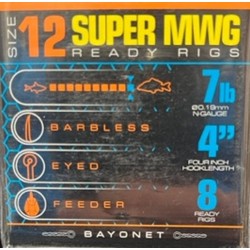 SIZE 12 SUPER MWG
READY RIGS
7lb
Ø0.18mm
N-GAUGE
BARBLESS
4"
FOUR INCH
HOOKLENGTH
EYED
FEEDER
8
READY
RIGS
BAYONET